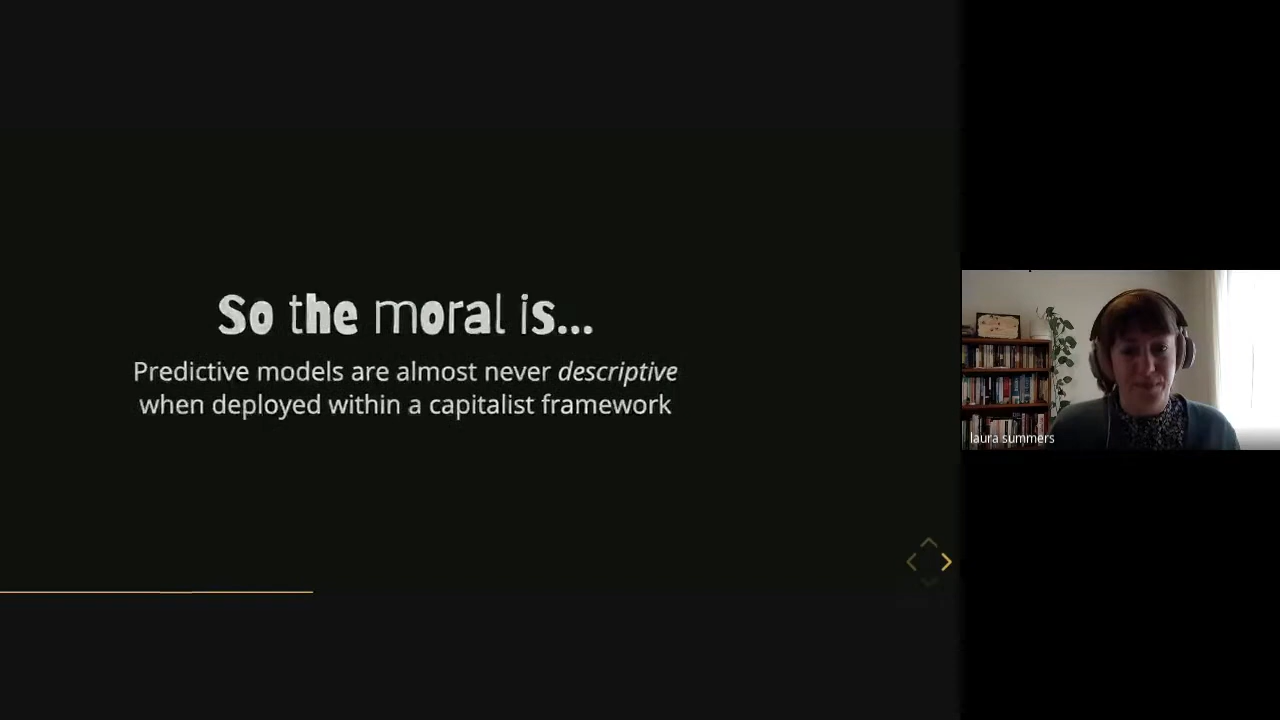 So the moral is...
Predictive models are almost never descriptive
when deployed within a capitalist framework
laura summers